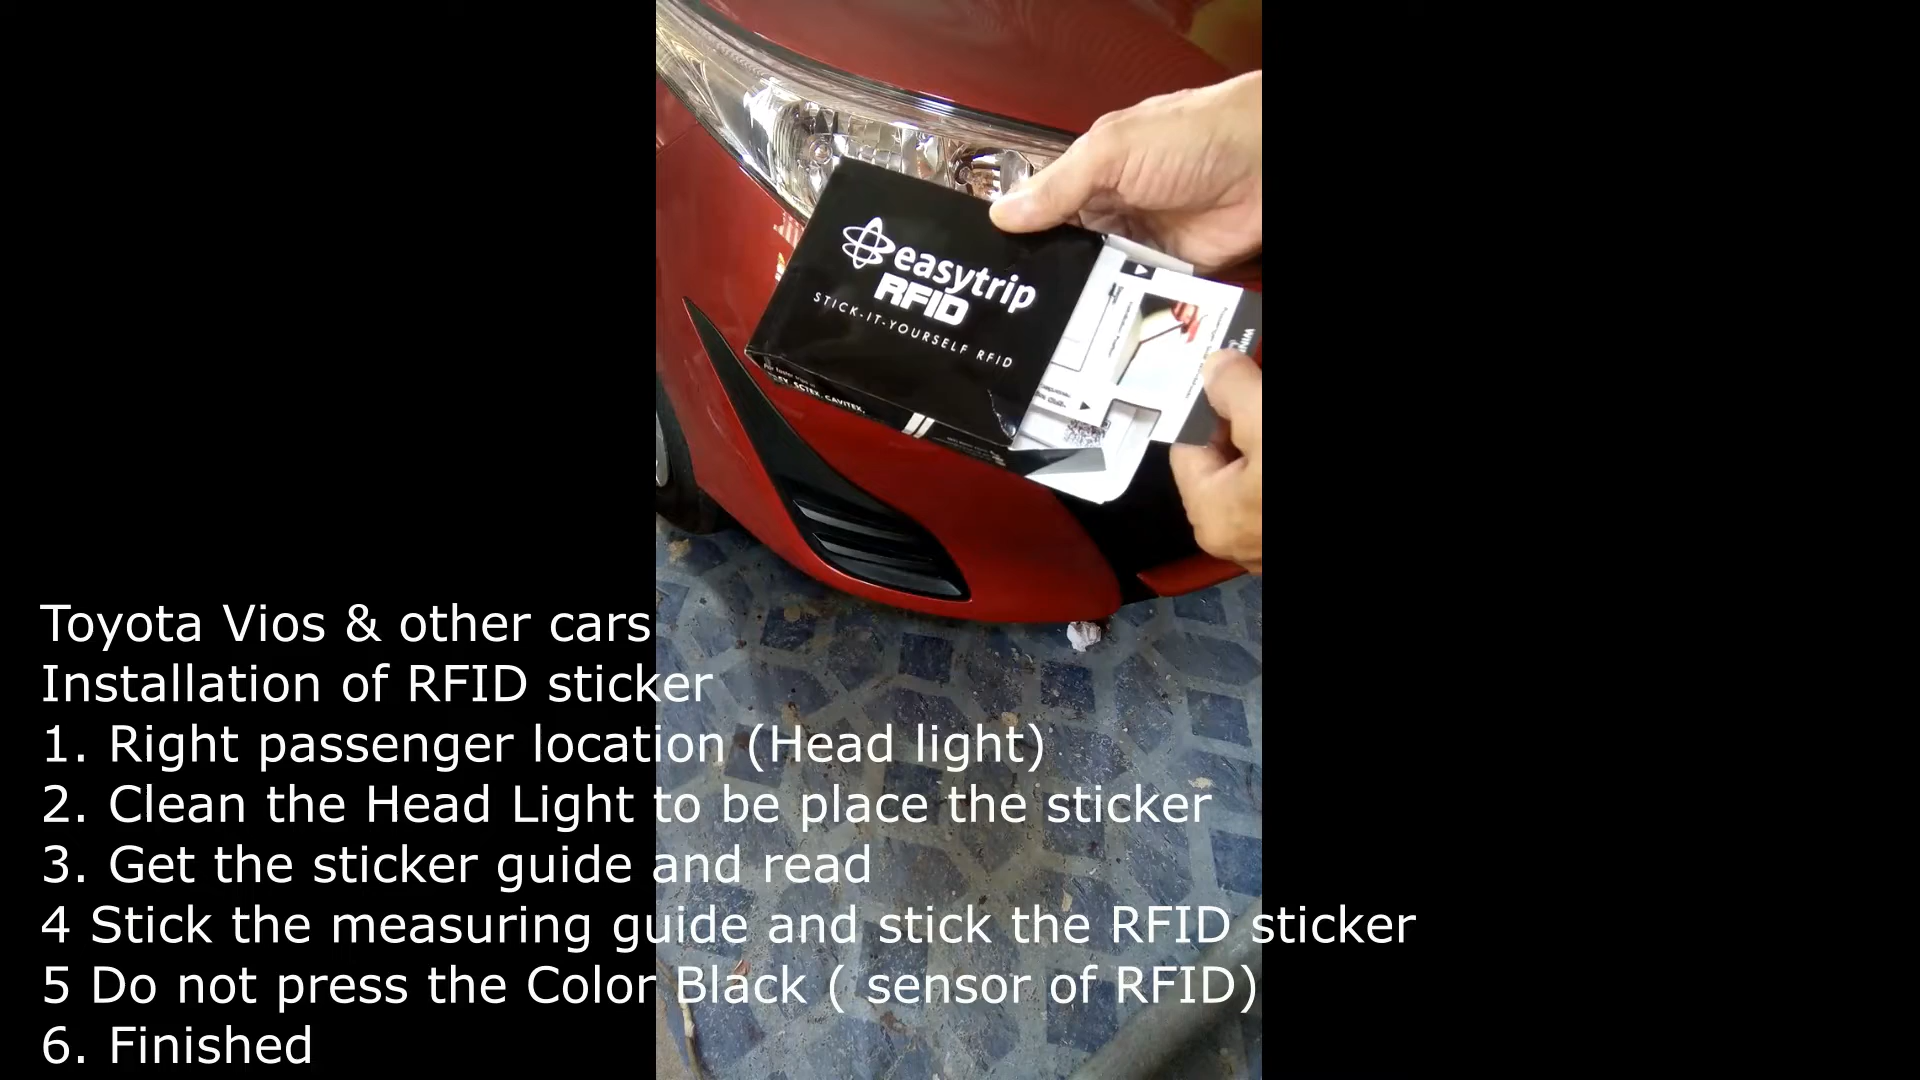 easytrip
RFID
STICK-IT-YOURSELF RFID
SCTEX, CAVITEX,
Toyota Vios & other cars
Installation of RFID sticker
1. Right passenger location (Head light)
2. Clean the Head Light to be place the sticker
3. Get the sticker guide and read
4 Stick the measuring guide and stick the RFID sticker
5 Do not press the Color Black ( sensor of RFID)
6. Finished